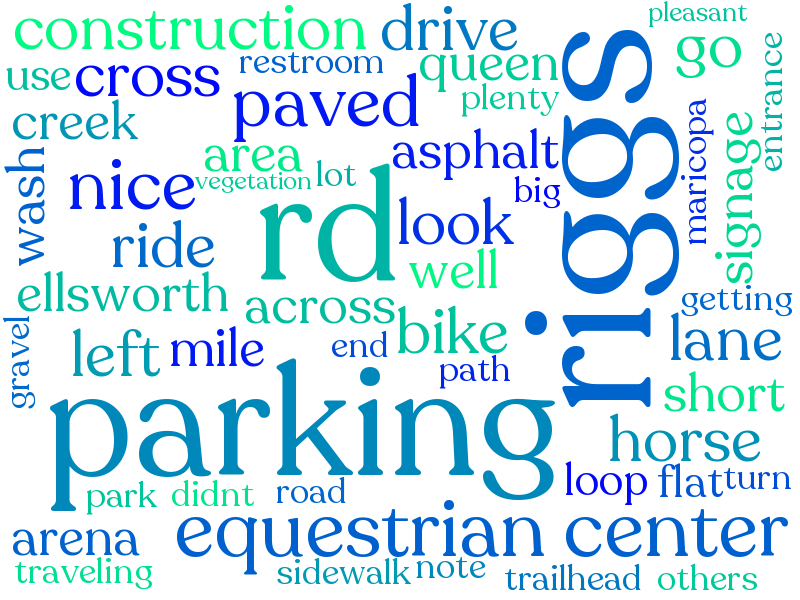 pleasant
construction drive
go
restroom
queen
use cross
plenty
entrance
paved
creek
riggs
maricopa
signage
area
asphalt
wash
nice
vegetation lot
big
rd
look
ride
well
ellsworth
across
getting
gravel
left
mile
end
bike
lane
path
parking
short
horse
loop
flat
turn
park
didnt
road
arena
equestrian center
traveling
sidewalk
note
trailhead
others